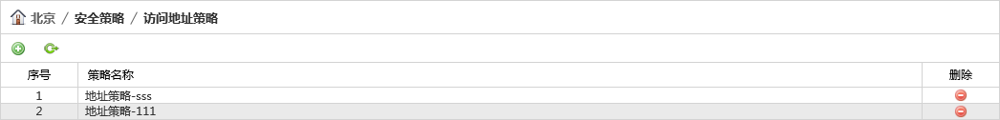 北京 / 安全策略 / 访问地址策略
序号 策略名称 删除
1 地址策略-sss
2 地址策略-111